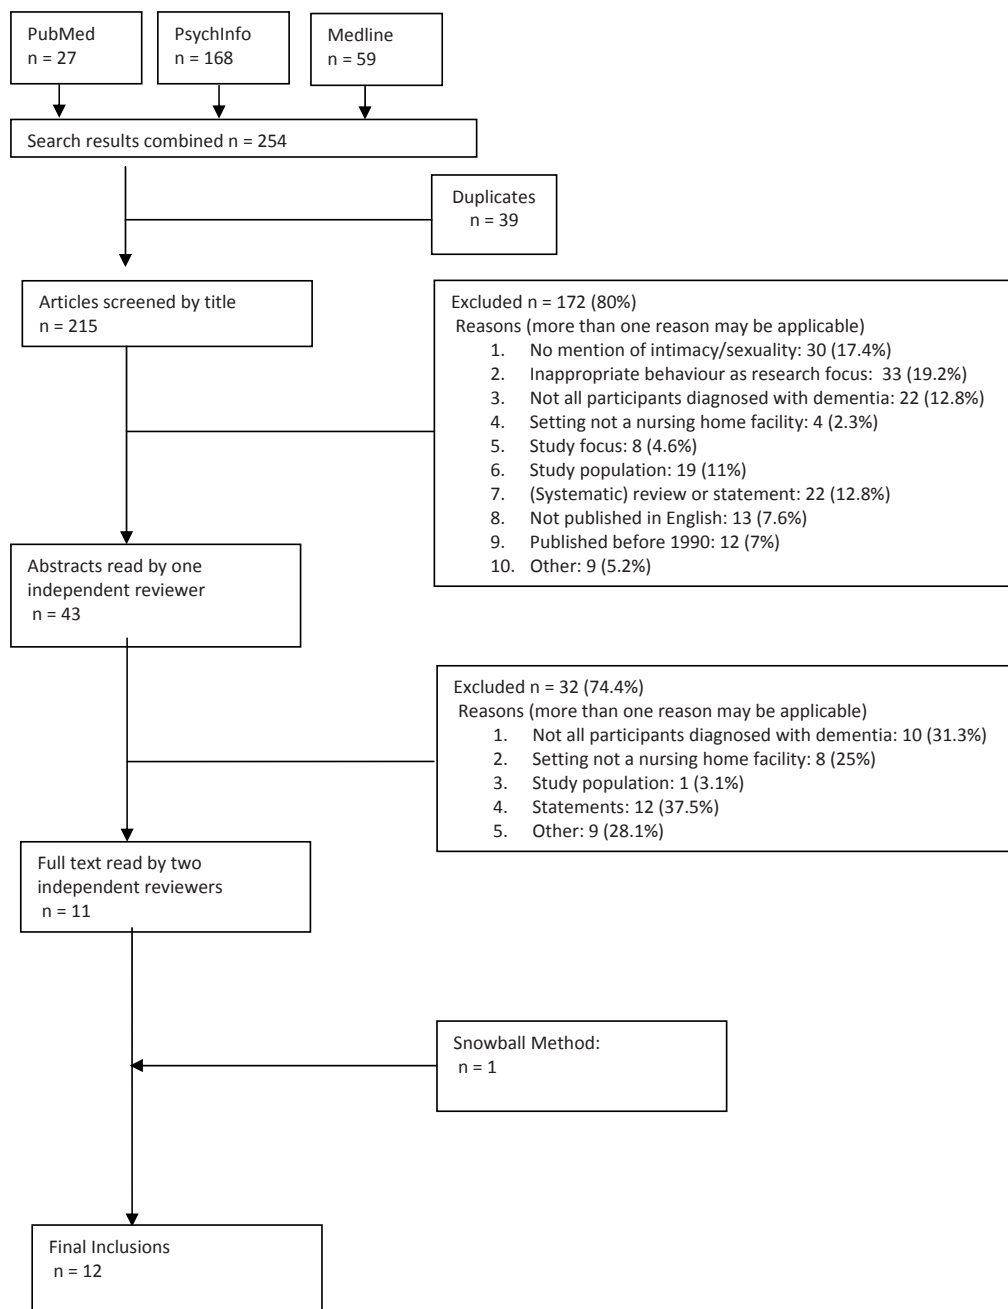 PubMed
n = 27
PsychInfo
n = 168
Medline
n = 59
Search results combined n = 254
Duplicates
n = 39
Articles screened by title
n = 215
Excluded n = 172 (80%)
Reasons (more than one reason may be applicable)
1. No mention of intimacy/sexuality: 30 (17.4%)
2. Inappropriate behaviour as research focus: 33 (19.2%)
3. Not all participants diagnosed with dementia: 22 (12.8%)
4. Setting not a nursing home facility: 4 (2.3%)
5. Study focus: 8 (4.6%)
6. Study population: 19 (11%)
7. (Systematic) review or statement: 22 (12.8%)
8. Not published in English: 13 (7.6%)
9. Published before 1990: 12 (7%)
10. Other: 9 (5.2%)
Abstracts read by one
independent reviewer
n = 43
Excluded n = 32 (74.4%)
Reasons (more than one reason may be applicable)
1. Not all participants diagnosed with dementia: 10 (31.3%)
2. Setting not a nursing home facility: 8 (25%)
3. Study population: 1 (3.1%)
4. Statements: 12 (37.5%)
5. Other: 9 (28.1%)
Full text read by two
independent reviewers
n = 11
Snowball Method:
n = 1
Final Inclusions
n = 12